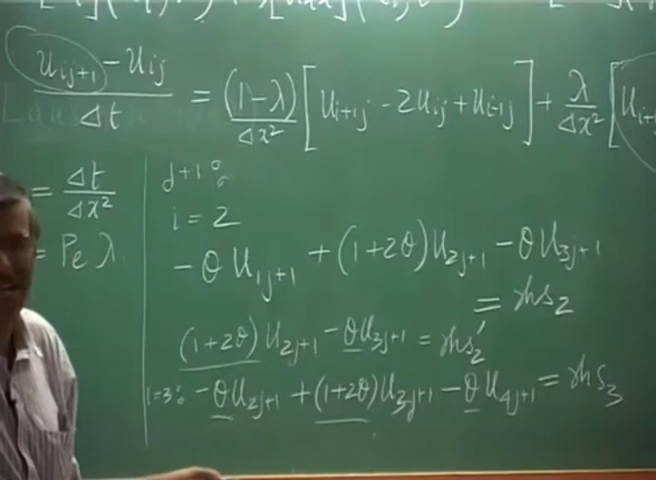 u_{ij+1} - u_{ij} / Δt = (1-λ)/Δx² [ u_{i+1j} - 2u_{ij} + u_{i-1j} ] + λ/Δx² [ u_{i+1
= Δt/Δx²
= Pe λ
j+1 :
i = 2
-θ u_{1j+1} + (1+2θ) u_{2j+1} - θ u_{3j+1}
= rhs_2
(1+2θ) u_{2j+1} - θ u_{3j+1} = rhs_2'
i=3: -θ u_{2j+1} + (1+2θ) u_{3j+1} - θ u_{4j+1} = rhs_3